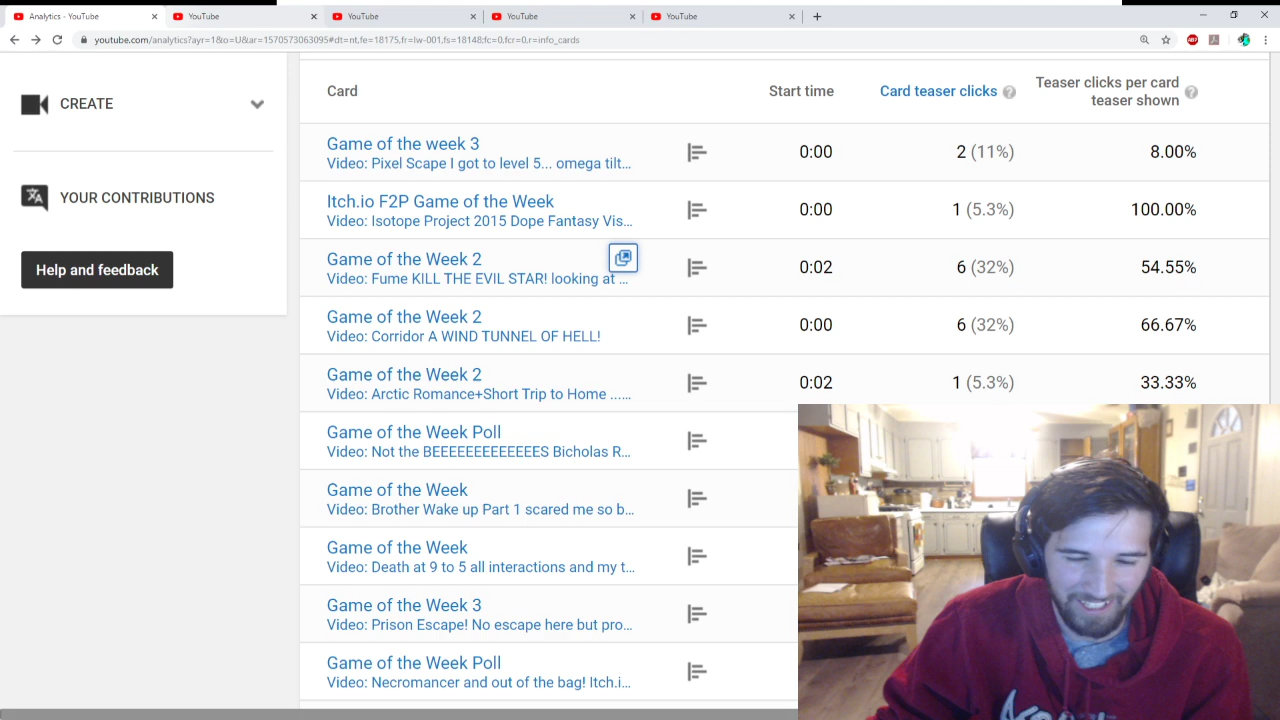 Analytics - YouTube
YouTube
YouTube
YouTube
YouTube
youtube.com/analytics?ayr=1&o=U&ar=1570573063095#dt=nt,fe=18175,fr=lw-001,fs=18148;fc=0,fcr=0,r=info_cards
ABP
CREATE
YOUR CONTRIBUTIONS
Help and feedback
Card Start time Card teaser clicks ? Teaser clicks per card
teaser shown ?
Game of the week 3 0:00 2 (11%) 8.00%
Video: Pixel Scape I got to level 5... omega tilt...
Itch.io F2P Game of the Week 0:00 1 (5.3%) 100.00%
Video: Isotope Project 2015 Dope Fantasy Vis...
Game of the Week 2 0:02 6 (32%) 54.55%
Video: Fume KILL THE EVIL STAR! looking at ...
Game of the Week 2 0:00 6 (32%) 66.67%
Video: Corridor A WIND TUNNEL OF HELL!
Game of the Week 2 0:02 1 (5.3%) 33.33%
Video: Arctic Romance+Short Trip to Home ......
Game of the Week Poll
Video: Not the BEEEEEEEEEEEES Bicholas R...
Game of the Week
Video: Brother Wake up Part 1 scared me so b...
Game of the Week
Video: Death at 9 to 5 all interactions and my t...
Game of the Week 3
Video: Prison Escape! No escape here but pro...
Game of the Week Poll
Video: Necromancer and out of the bag! Itch.i...